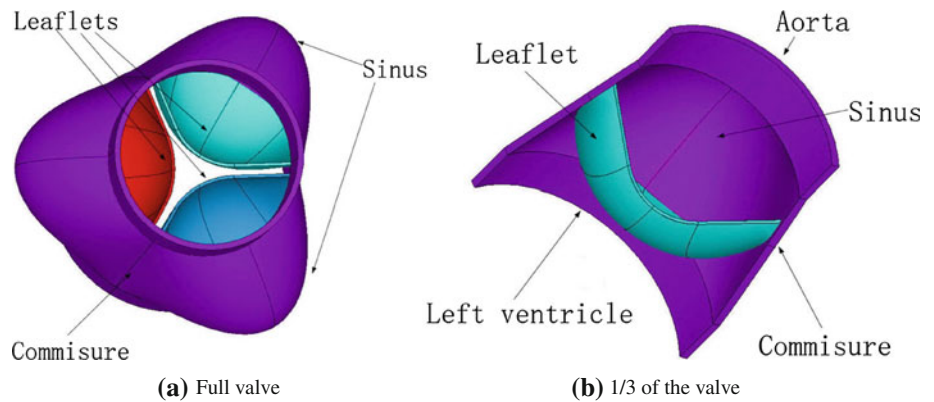 Leaflets
Sinus
Commisure
(a) Full valve
Aorta
Leaflet
Sinus
Left ventricle
Commisure
(b) 1/3 of the valve